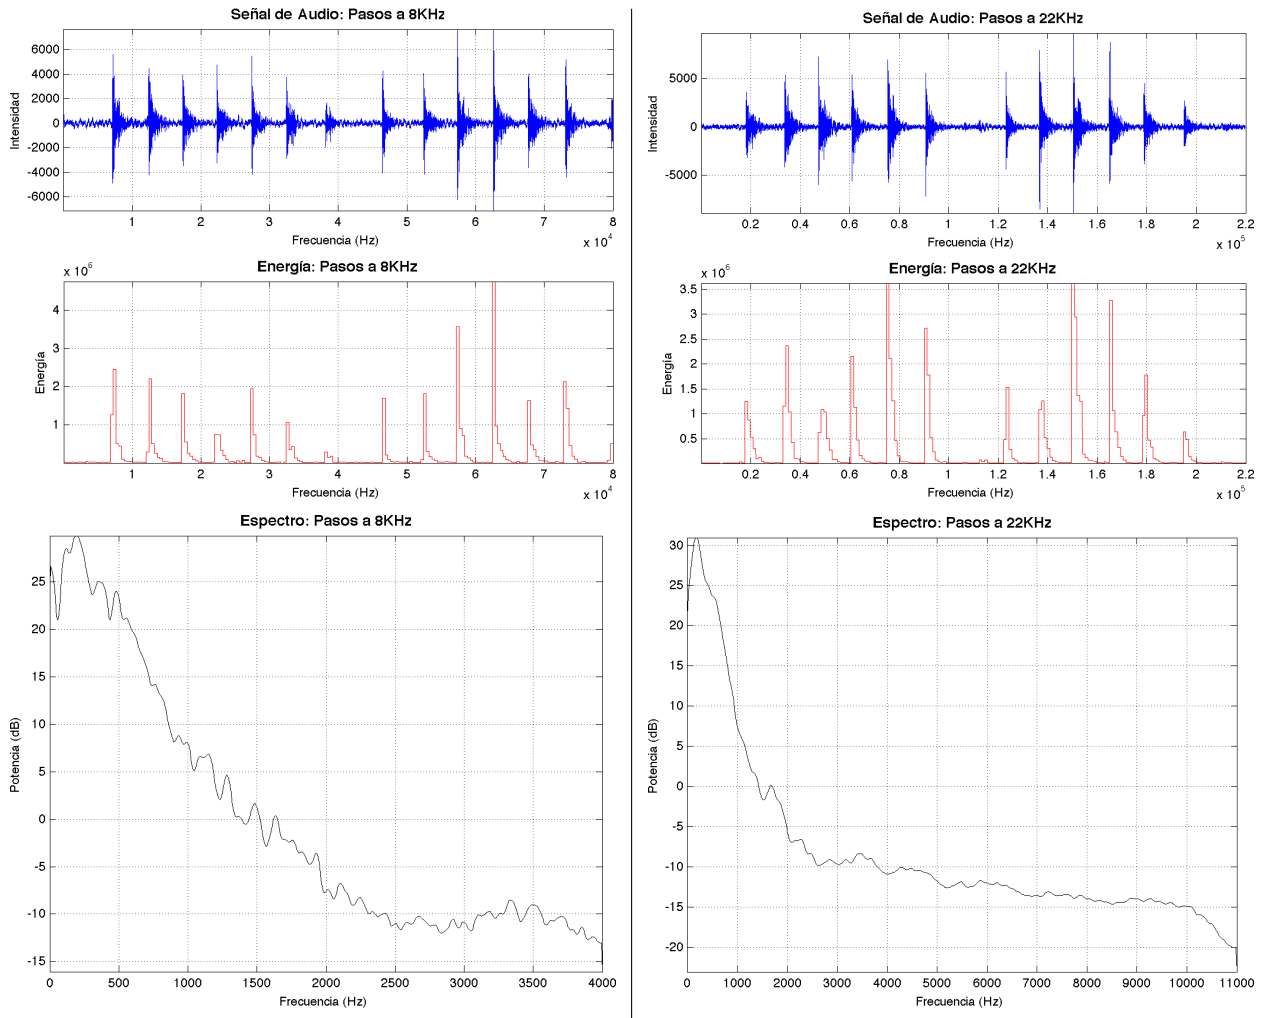 Señal de Audio: Pasos a 8KHz
6000
4000
2000
0
-2000
-4000
-6000
Intensidad
1 2 3 4 5 6 7 8
Frecuencia (Hz)
x 10^4
Energía: Pasos a 8KHz
x 10^6
4
3
2
1
Energía
1 2 3 4 5 6 7 8
Frecuencia (Hz)
x 10^4
Espectro: Pasos a 8KHz
25
20
15
10
5
0
-5
-10
-15
Potencia (dB)
0 500 1000 1500 2000 2500 3000 3500 4000
Frecuencia (Hz)
Señal de Audio: Pasos a 22KHz
5000
0
-5000
Intensidad
0.2 0.4 0.6 0.8 1 1.2 1.4 1.6 1.8 2 2.2
Frecuencia (Hz)
x 10^5
Energía: Pasos a 22KHz
x 10^6
3.5
3
2.5
2
1.5
1
0.5
Energía
0.2 0.4 0.6 0.8 1 1.2 1.4 1.6 1.8 2 2.2
Frecuencia (Hz)
x 10^5
Espectro: Pasos a 22KHz
30
25
20
15
10
5
0
-5
-10
-15
-20
Potencia (dB)
0 1000 2000 3000 4000 5000 6000 7000 8000 9000 10000 11000
Frecuencia (Hz)